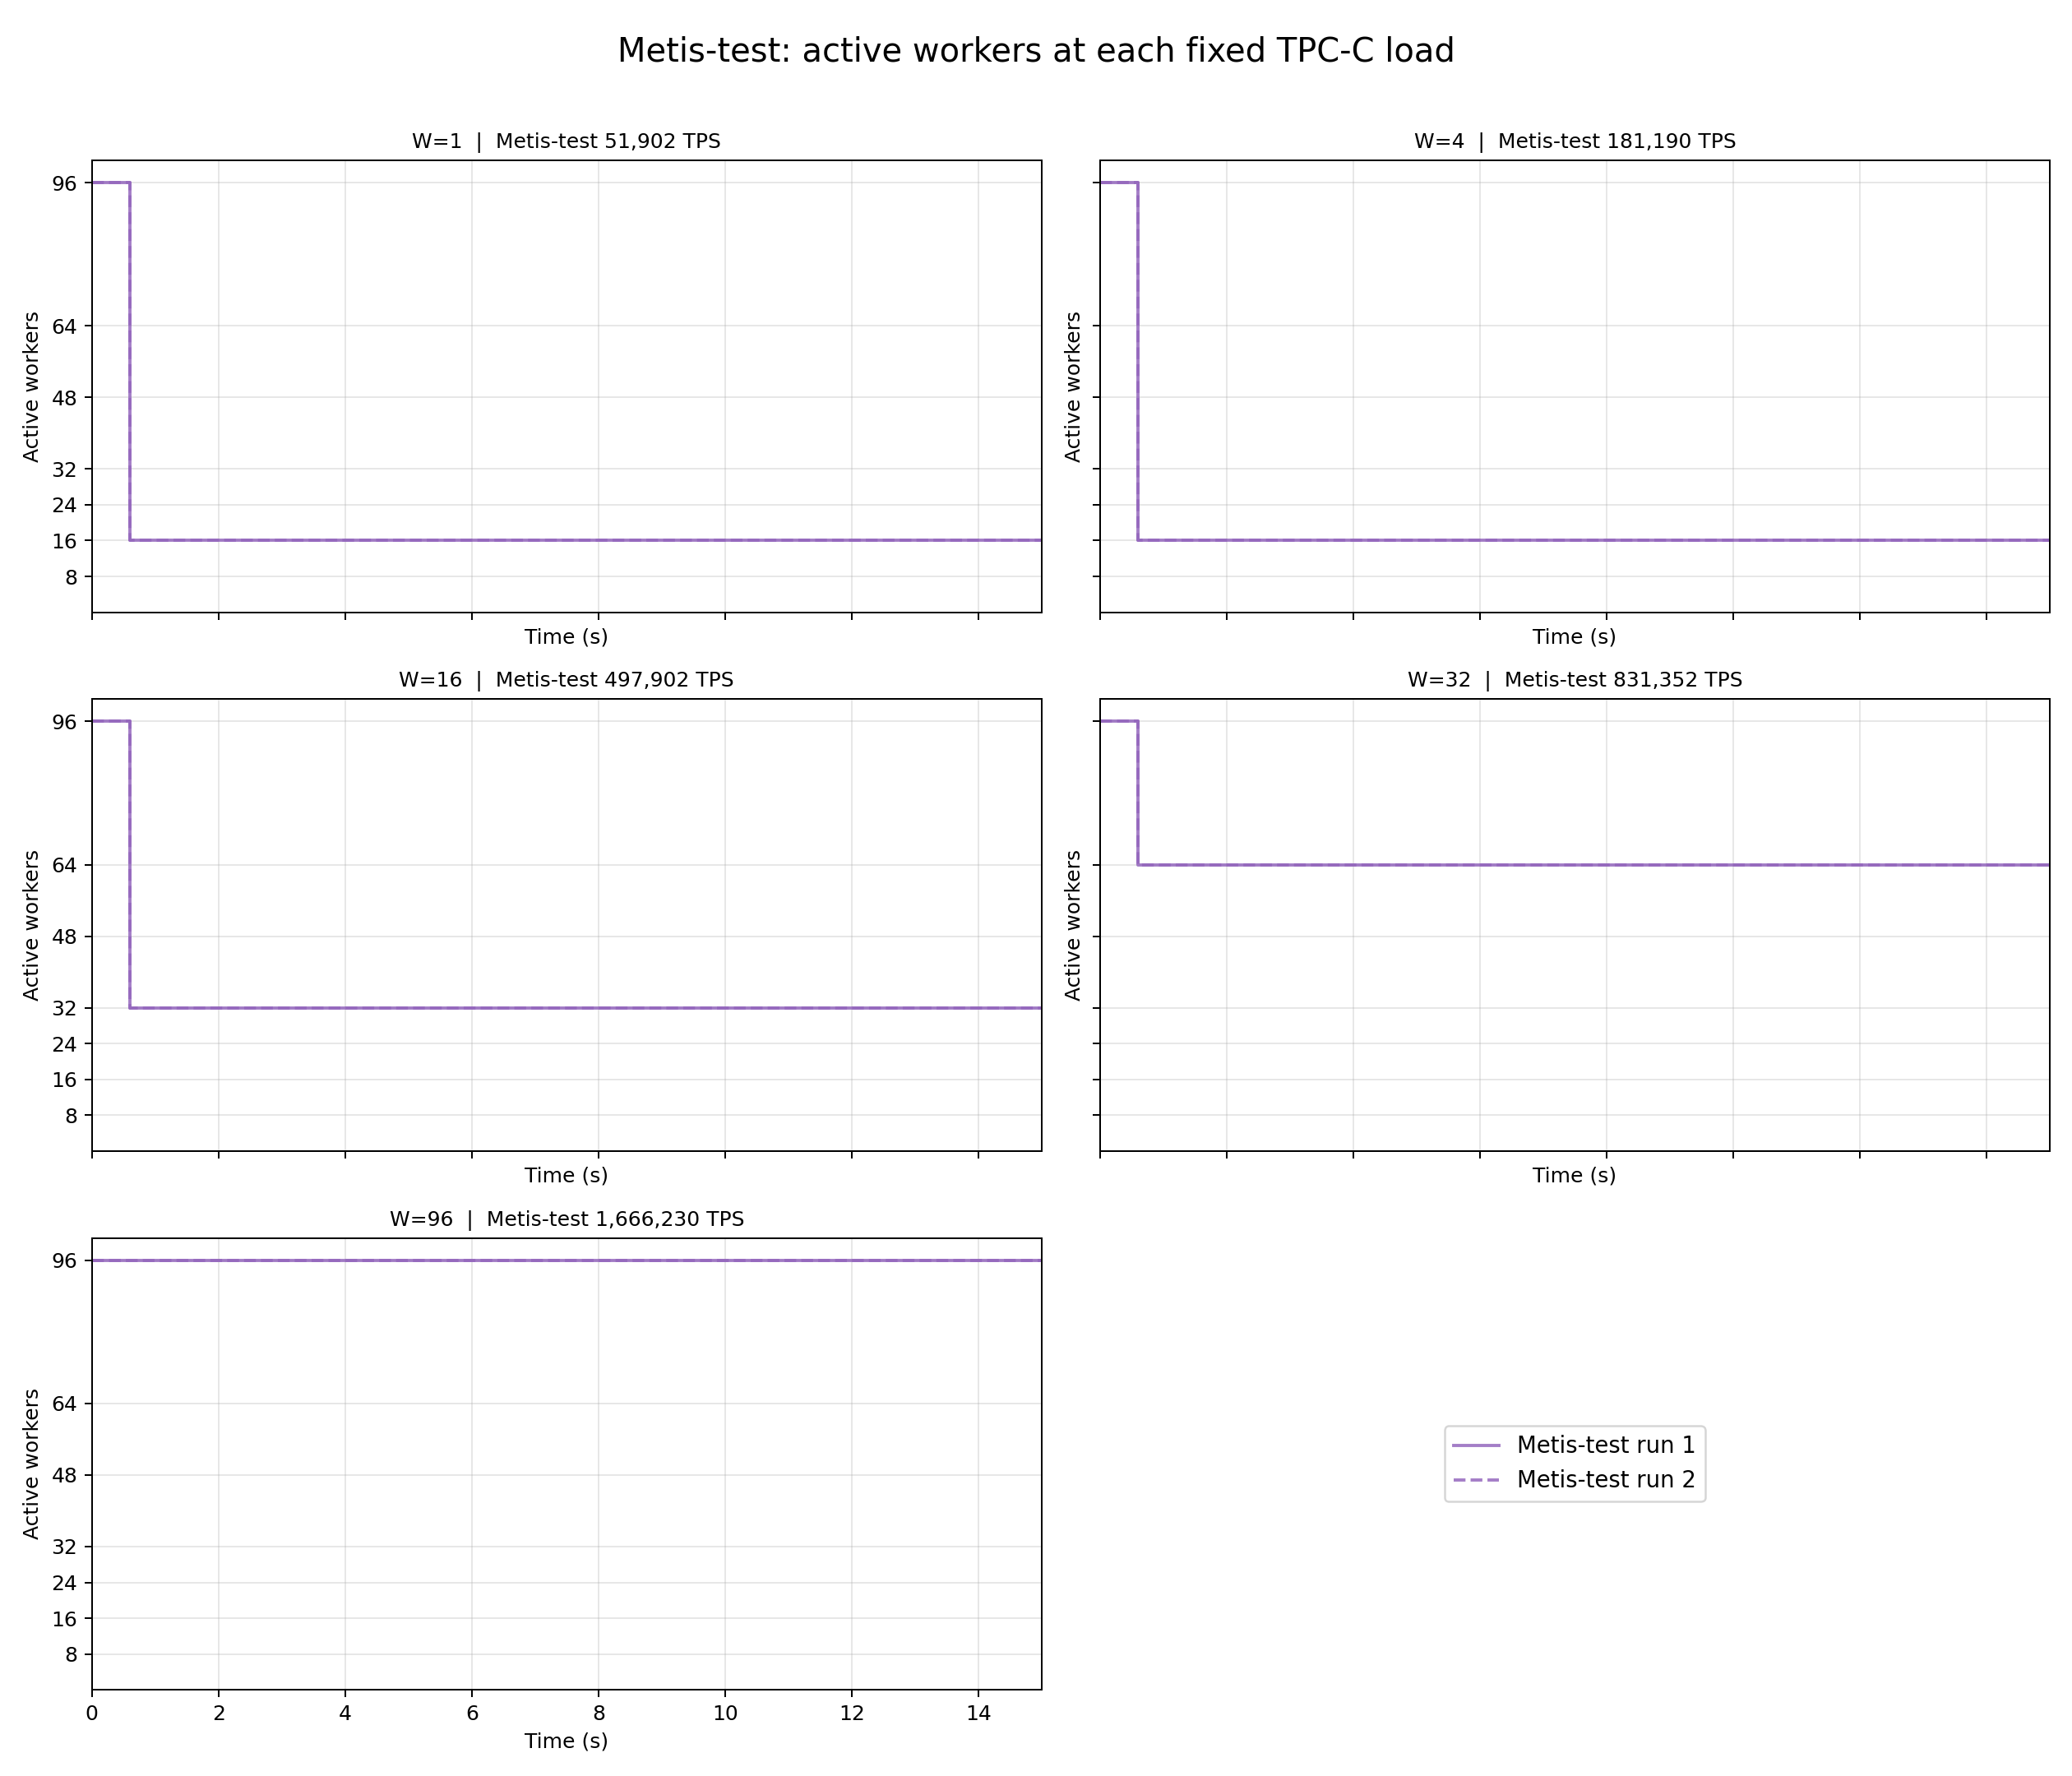 Metis-test: active workers at each fixed TPC-C load
W=1 | Metis-test 51,902 TPS
96
64
48
32
24
16
8
Active workers
Time (s)
W=4 | Metis-test 181,190 TPS
Active workers
Time (s)
W=16 | Metis-test 497,902 TPS
96
64
48
32
24
16
8
Active workers
Time (s)
W=32 | Metis-test 831,352 TPS
Active workers
Time (s)
W=96 | Metis-test 1,666,230 TPS
96
64
48
32
24
16
8
Active workers
0 2 4 6 8 10 12 14
Time (s)
Metis-test run 1
Metis-test run 2